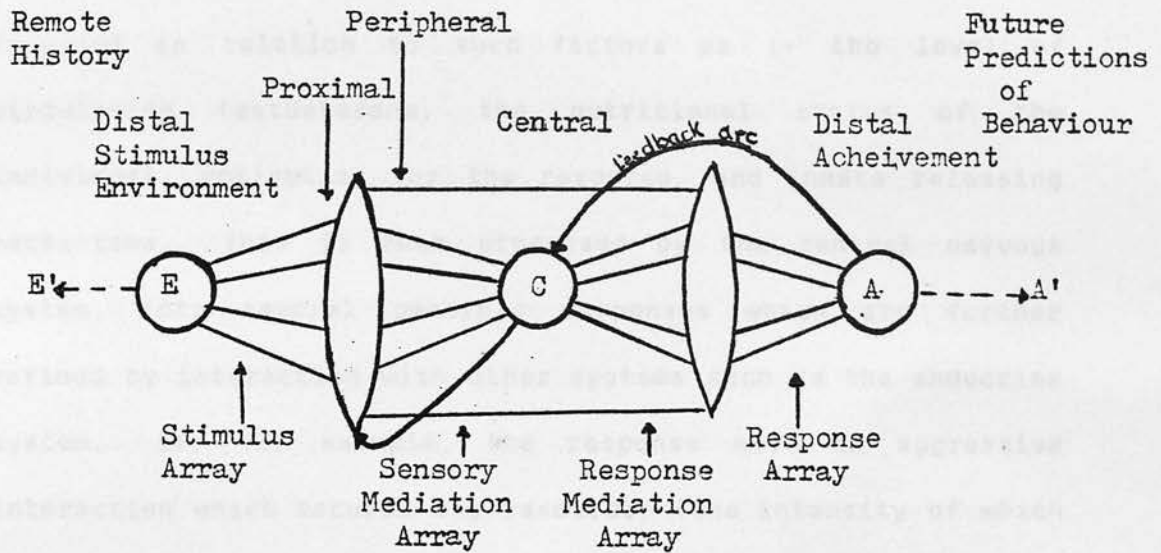 Remote
History
Peripheral
Future
Predictions
of
Behaviour
Proximal
Distal
Stimulus
Environment
Central
feedback arc
Distal
Acheivement
E'
E
C
A
A'
Stimulus
Array
Sensory
Mediation
Array
Response
Mediation
Array
Response
Array